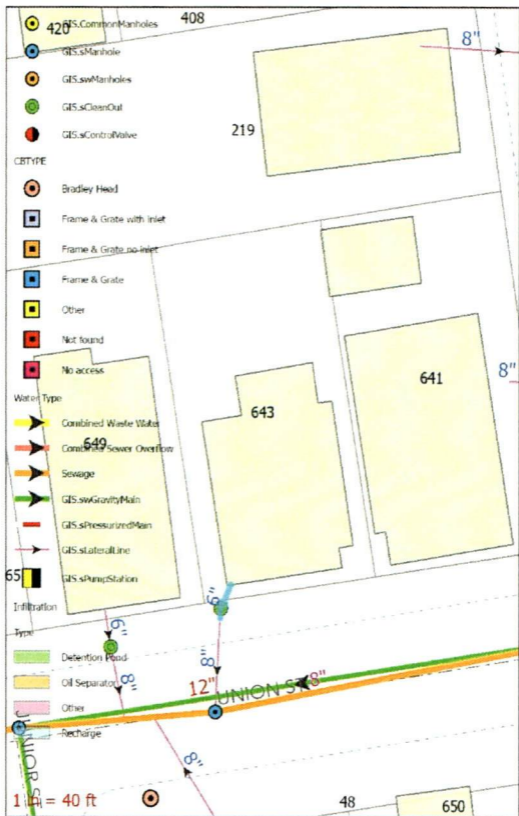 GIS.CommonManholes
420
408
GIS.sManhole
8"
GIS.swManholes
GIS.sCleanOut
219
GIS.sControlValve
CBTYPE
Bradley Head
Frame & Grate with inlet
Frame & Grate no inlet
Frame & Grate
Other
Not found
No access
8"
641
Water Type
643
Combined Waste Water
649
Combined Sewer Overflow
Sewage
GIS.swGravityMain
GIS.sPressurizedMain
GIS.sLateralLine
65
GIS.sPumpStation
Infiltration
6"
6"
Type
Detention Pond
8"
8"
Oil Separator
12"
UNION ST
8"
Other
JUNIOR S
Recharge
8"
1 in = 40 ft
48
650